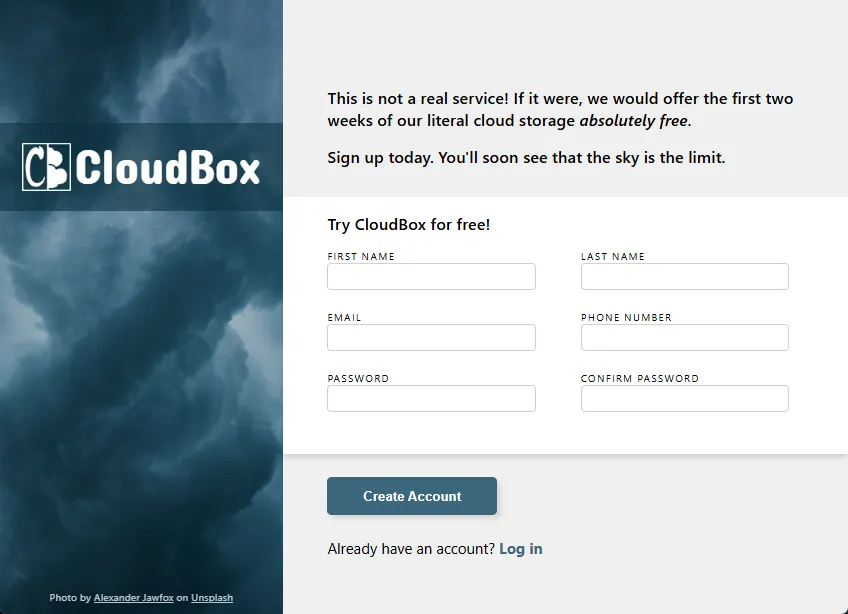 CB CloudBox
This is not a real service! If it were, we would offer the first two
weeks of our literal cloud storage absolutely free.
Sign up today. You'll soon see that the sky is the limit.
Try CloudBox for free!
FIRST NAME
LAST NAME
EMAIL
PHONE NUMBER
PASSWORD
CONFIRM PASSWORD
Create Account
Already have an account? Log in
Photo by Alexander Jawfox on Unsplash